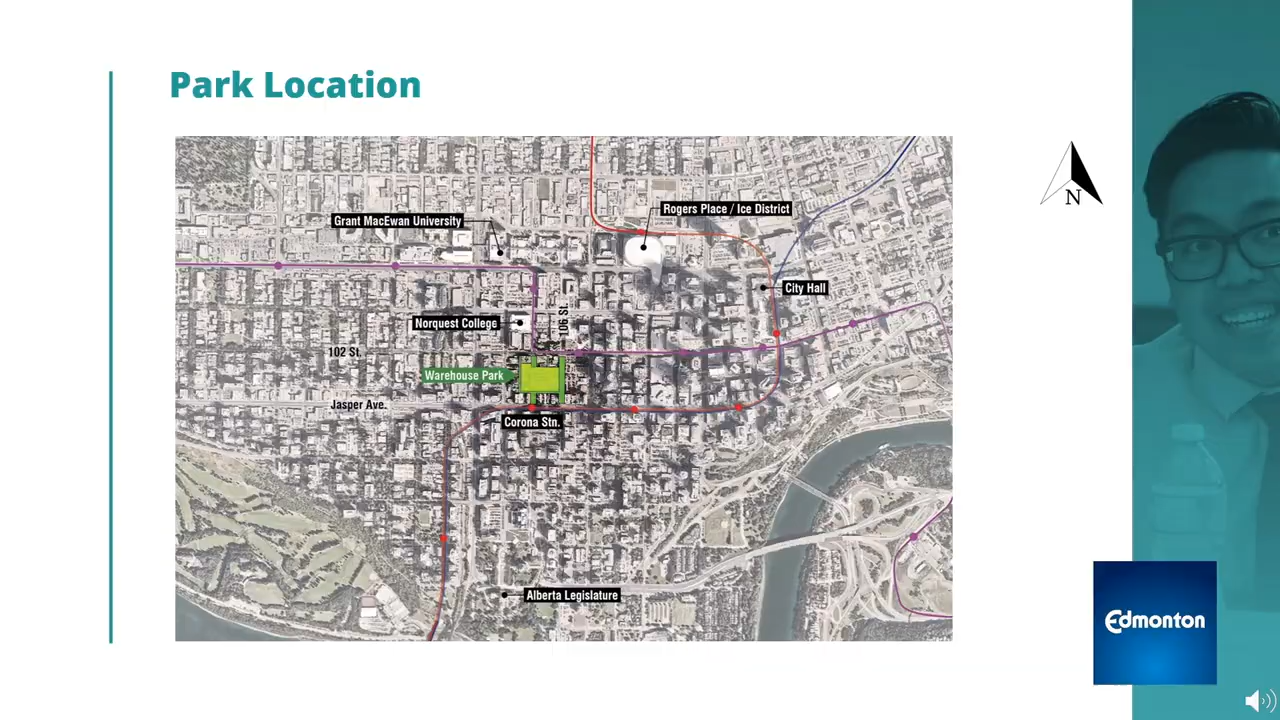 Park Location
Rogers Place / Ice District
Grant MacEwan University
N
City Hall
106 St.
Norquest College
102 St.
Warehouse Park
Jasper Ave.
Corona Stn.
Alberta Legislature
Edmonton